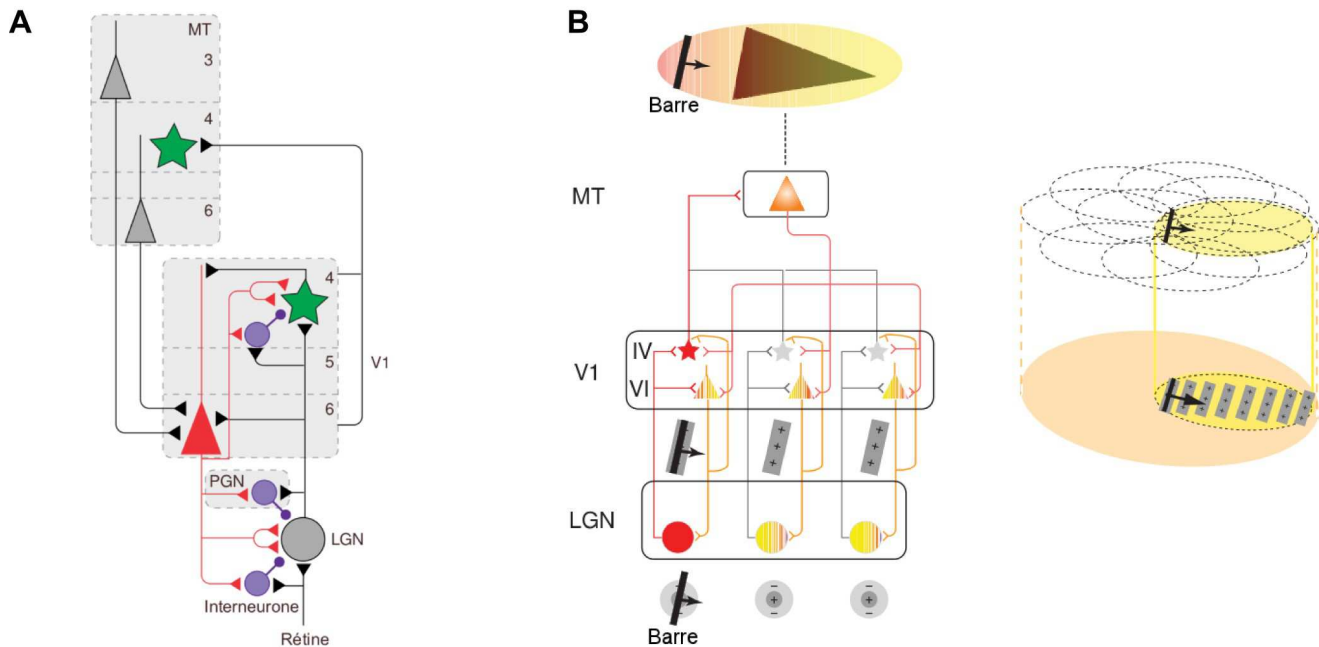 A
MT
3
4
6
4
V1
5
6
PGN
LGN
Interneurone
Rétine
B
Barre
MT
IV
V1
VI
+ + +
+ + +
LGN
− + −
− + −
− + −
Barre
+ + + + + + +
+ + + + + + +
+ + + + + + +